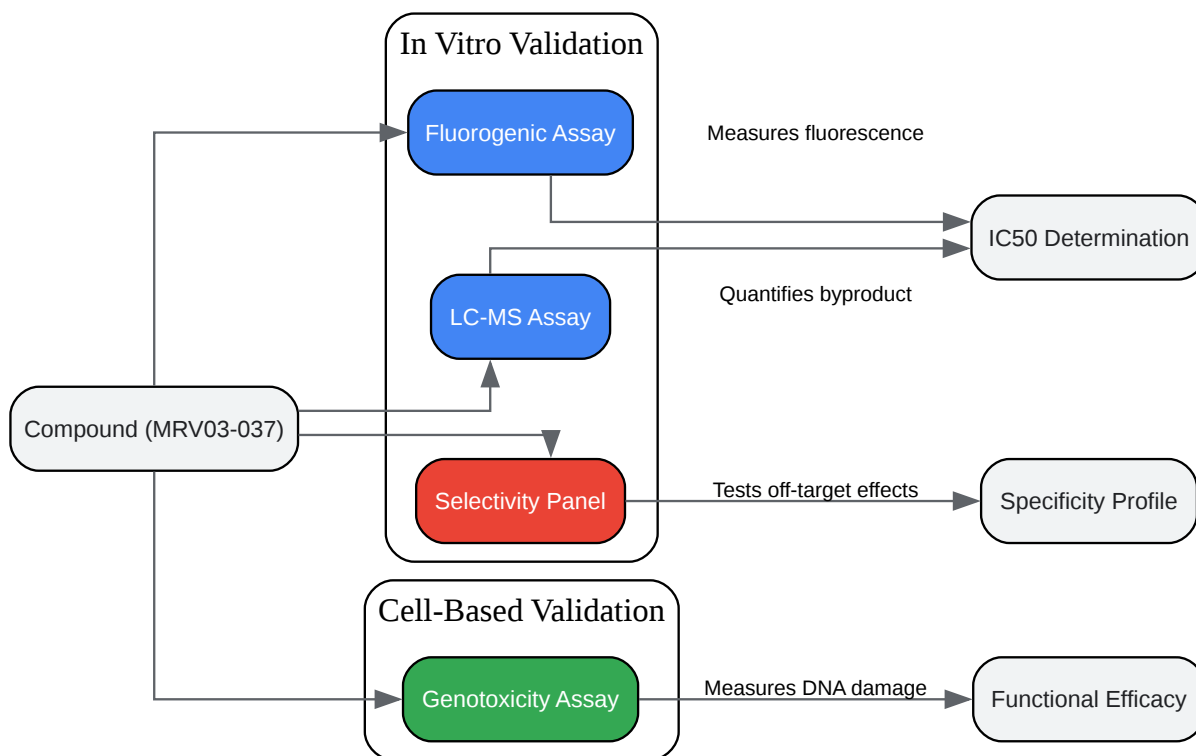 In Vitro Validation
Fluorogenic Assay
Measures fluorescence
IC50 Determination
LC-MS Assay
Quantifies byproduct
Compound (MRV03-037)
Selectivity Panel
Tests off-target effects
Specificity Profile
Cell-Based Validation
Genotoxicity Assay
Measures DNA damage
Functional Efficacy